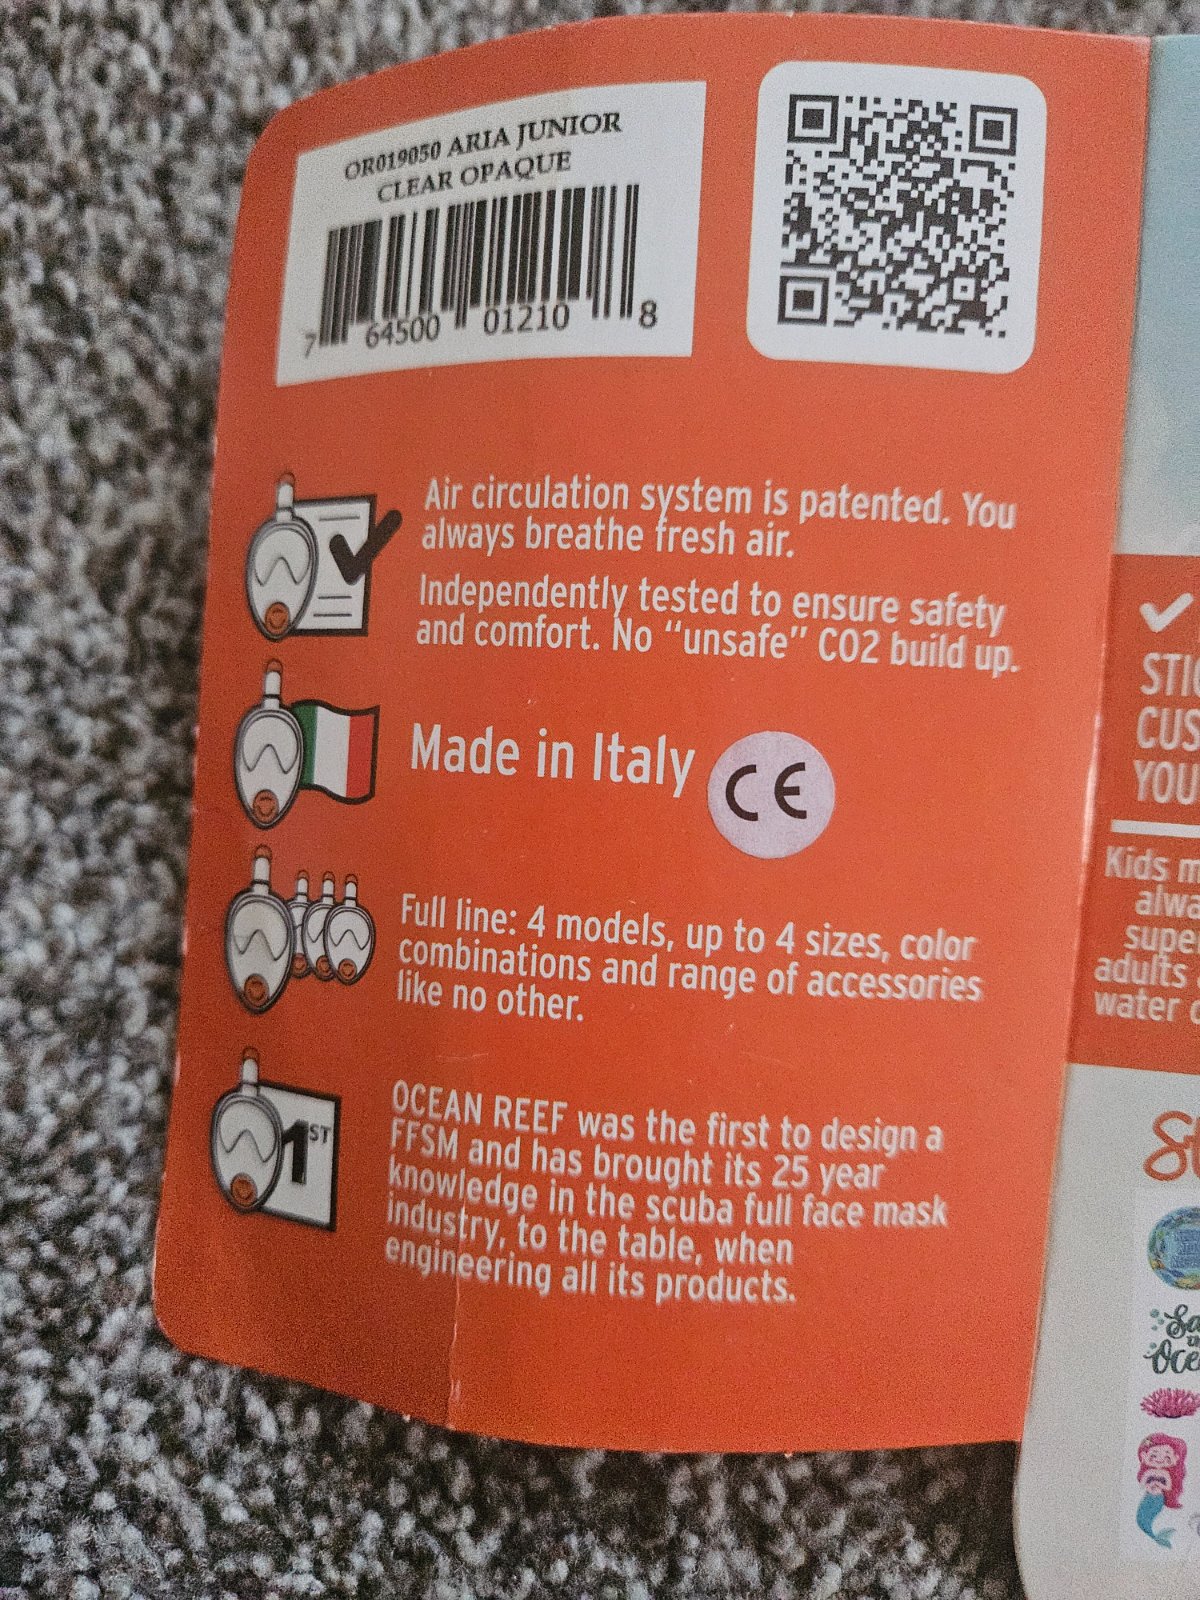 OR019050 ARIA JUNIOR
CLEAR OPAQUE
7 64500 01210 8
Air circulation system is patented. You
always breathe fresh air.
Independently tested to ensure safety
and comfort. No “unsafe” CO2 build up.
Made in Italy CE
Full line: 4 models, up to 4 sizes, color
combinations and range of accessories
like no other.
1ST
OCEAN REEF was the first to design a
FFSM and has brought its 25 year
knowledge in the scuba full face mask
industry, to the table, when
engineering all its products.
Kids
adults
water